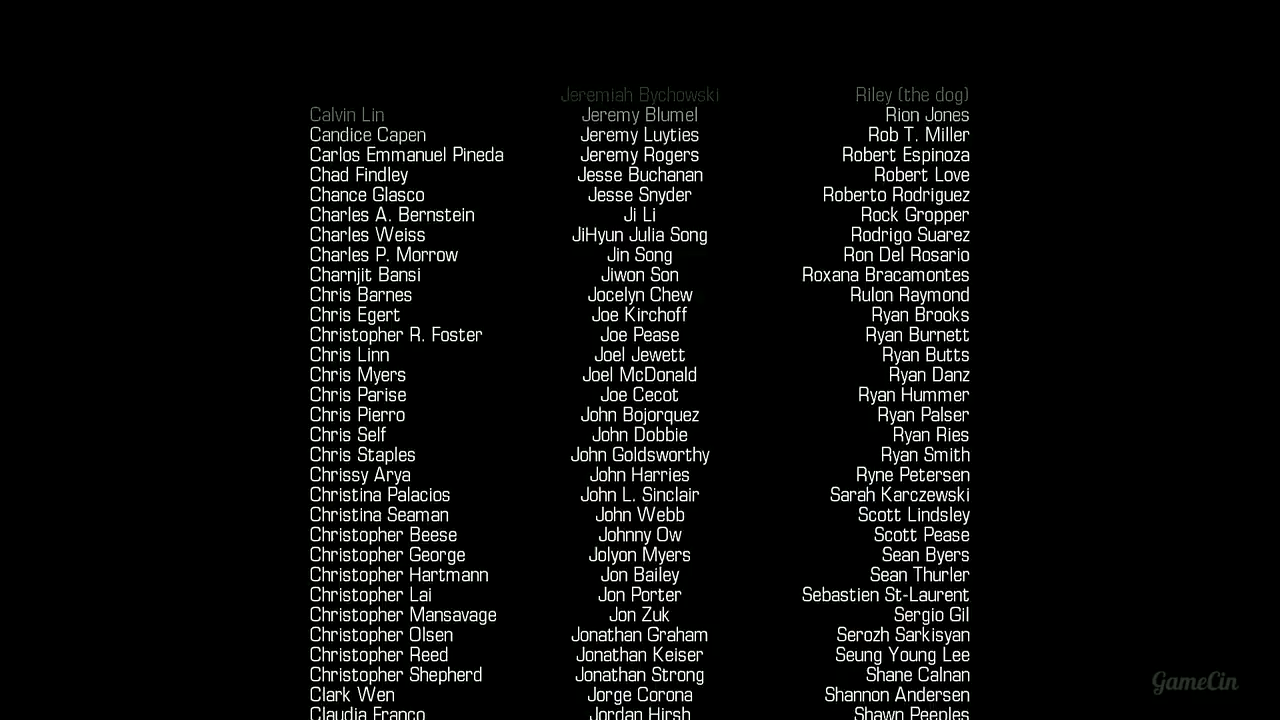 Jeremiah Bychowski Riley (the dog)
Calvin Lin Jeremy Blumel Rion Jones
Candice Capen Jeremy Luyties Rob T. Miller
Carlos Emmanuel Pineda Jeremy Rogers Robert Espinoza
Chad Findley Jesse Buchanan Robert Love
Chance Glasco Jesse Snyder Roberto Rodriguez
Charles A. Bernstein Ji Li Rock Gropper
Charles Weiss JiHyun Julia Song Rodrigo Suarez
Charles P. Morrow Jin Song Ron Del Rosario
Charnjit Bansi Jiwon Son Roxana Bracamontes
Chris Barnes Jocelyn Chew Rulon Raymond
Chris Egert Joe Kirchoff Ryan Brooks
Christopher R. Foster Joe Pease Ryan Burnett
Chris Linn Joel Jewett Ryan Butts
Chris Myers Joel McDonald Ryan Danz
Chris Parise Joe Cecot Ryan Hummer
Chris Pierro John Bojorquez Ryan Palser
Chris Self John Dobbie Ryan Ries
Chris Staples John Goldsworthy Ryan Smith
Chrissy Arya John Harries Ryne Petersen
Christina Palacios John L. Sinclair Sarah Karczewski
Christina Seaman John Webb Scott Lindsley
Christopher Beese Johnny Ow Scott Pease
Christopher George Jolyon Myers Sean Byers
Christopher Hartmann Jon Bailey Sean Thurler
Christopher Lai Jon Porter Sebastien St-Laurent
Christopher Mansavage Jon Zuk Sergio Gil
Christopher Olsen Jonathan Graham Serozh Sarkisyan
Christopher Reed Jonathan Keiser Seung Young Lee
Christopher Shepherd Jonathan Strong Shane Calnan
Clark Wen Jorge Corona Shannon Andersen
Claudia Franco Jordan Hirsh Shawn Peeples
GameCin